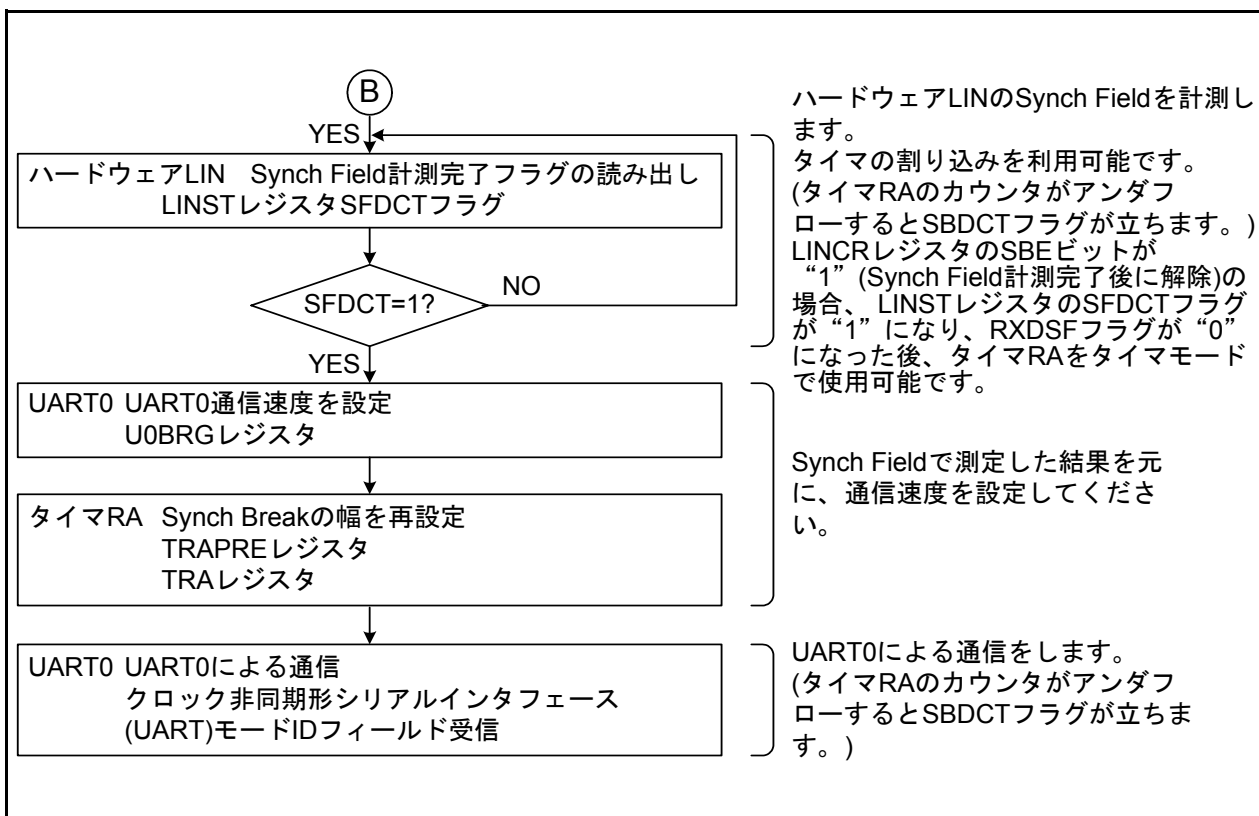 B
YES
ハードウェアLIN　Synch Field計測完了フラグの読み出し
LINSTレジスタSFDCTフラグ
SFDCT=1?
NO
YES
UART0 UART0通信速度を設定
U0BRGレジスタ
タイマRA Synch Breakの幅を再設定
TRAPREレジスタ
TRAレジスタ
UART0 UART0による通信
クロック非同期形シリアルインタフェース
(UART)モードIDフィールド受信
ハードウェアLINのSynch Fieldを計測し
ます。
タイマの割り込みを利用可能です。
(タイマRAのカウンタがアンダフ
ローするとSBDCTフラグが立ちます。)
LINCRレジスタのSBEビットが
“1”(Synch Field計測完了後に解除)の
場合、LINSTレジスタのSFDCTフラグ
が“1”になり、RXDSFフラグが“0”
になった後、タイマRAをタイマモード
で使用可能です。
Synch Fieldで測定した結果を元
に、通信速度を設定してくださ
い。
UART0による通信をします。
(タイマRAのカウンタがアンダフ
ローするとSBDCTフラグが立ちま
す。)